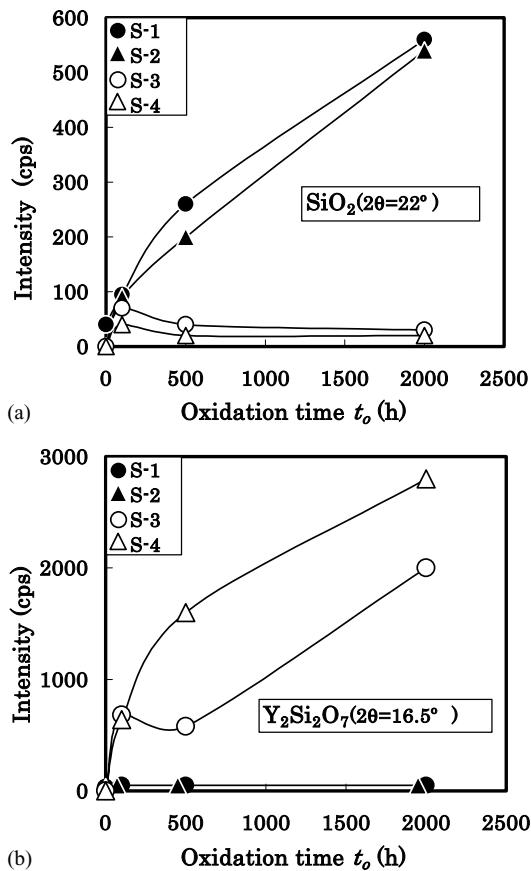 600
500
400
300
200
100
0
Intensity (cps)
S-1
S-2
S-3
S-4
SiO₂(2θ=22°)
0 500 1000 1500 2000 2500
(a)
Oxidation time tₒ (h)
3000
2000
1000
0
Intensity (cps)
S-1
S-2
S-3
S-4
Y₂Si₂O₇(2θ=16.5°)
0 500 1000 1500 2000 2500
(b)
Oxidation time tₒ (h)